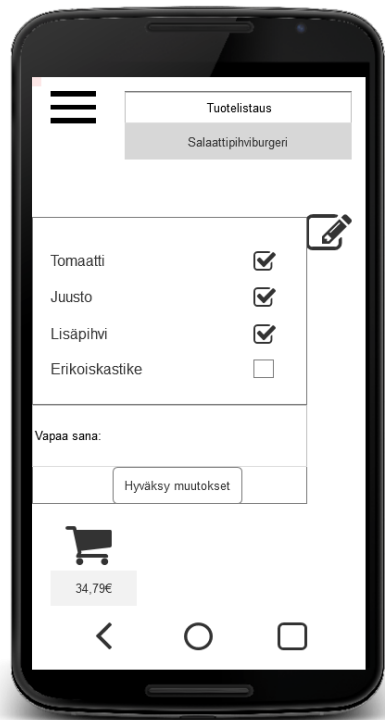 Tuotelistaus
Salaattipihviburgeri
Tomaatti
Juusto
Lisäpihvi
Erikoiskastike
Vapaa sana:
Hyväksy muutokset
34,79€